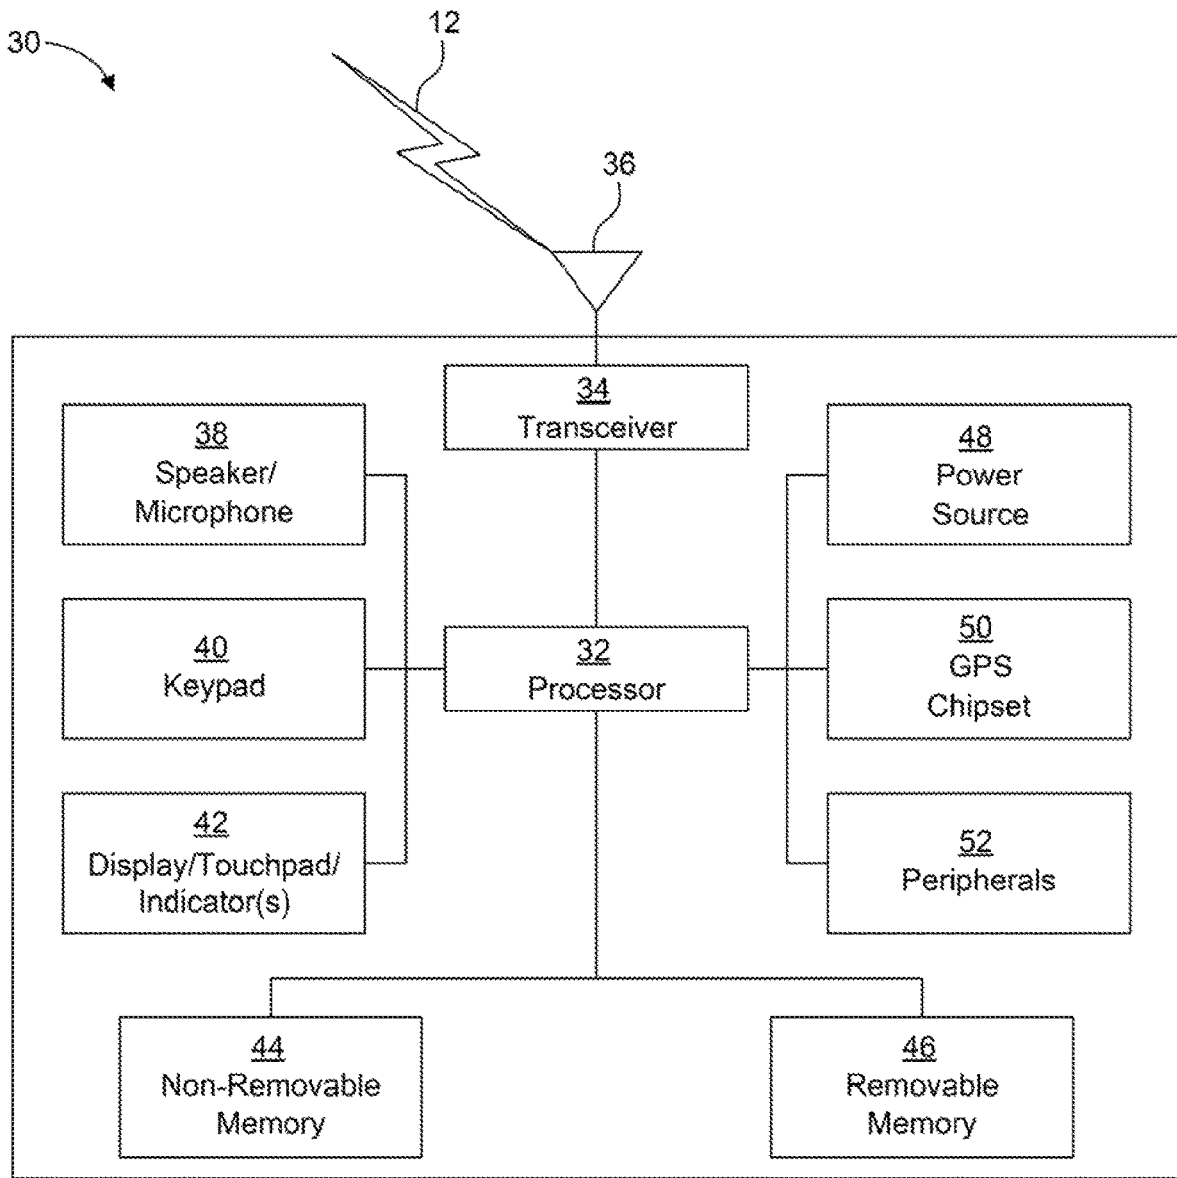 30
12
36
34
Transceiver
38
Speaker/
Microphone
48
Power
Source
40
Keypad
32
Processor
50
GPS
Chipset
42
Display/Touchpad/
Indicator(s)
52
Peripherals
44
Non-Removable
Memory
46
Removable
Memory